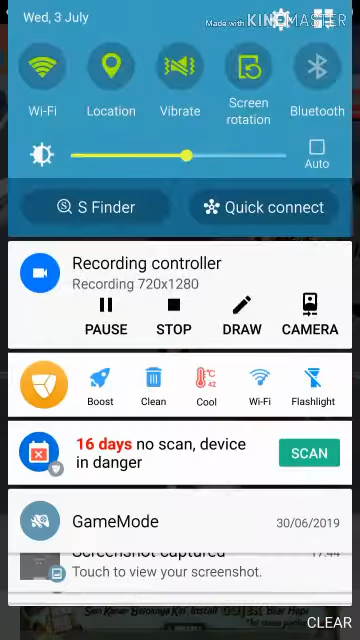 Wed, 3 July
Made with KINEMASTER
Wi-Fi
Location
Vibrate
Screen
rotation
Bluetooth
Auto
S Finder
Quick connect
Recording controller
Recording 720x1280
PAUSE
STOP
DRAW
CAMERA
°C
42
Boost
Clean
Cool
Wi-Fi
Flashlight
16 days no scan, device
in danger
SCAN
GameMode
30/06/2019
Screenshot captured
17:44
Touch to view your screenshot.
CLEAR